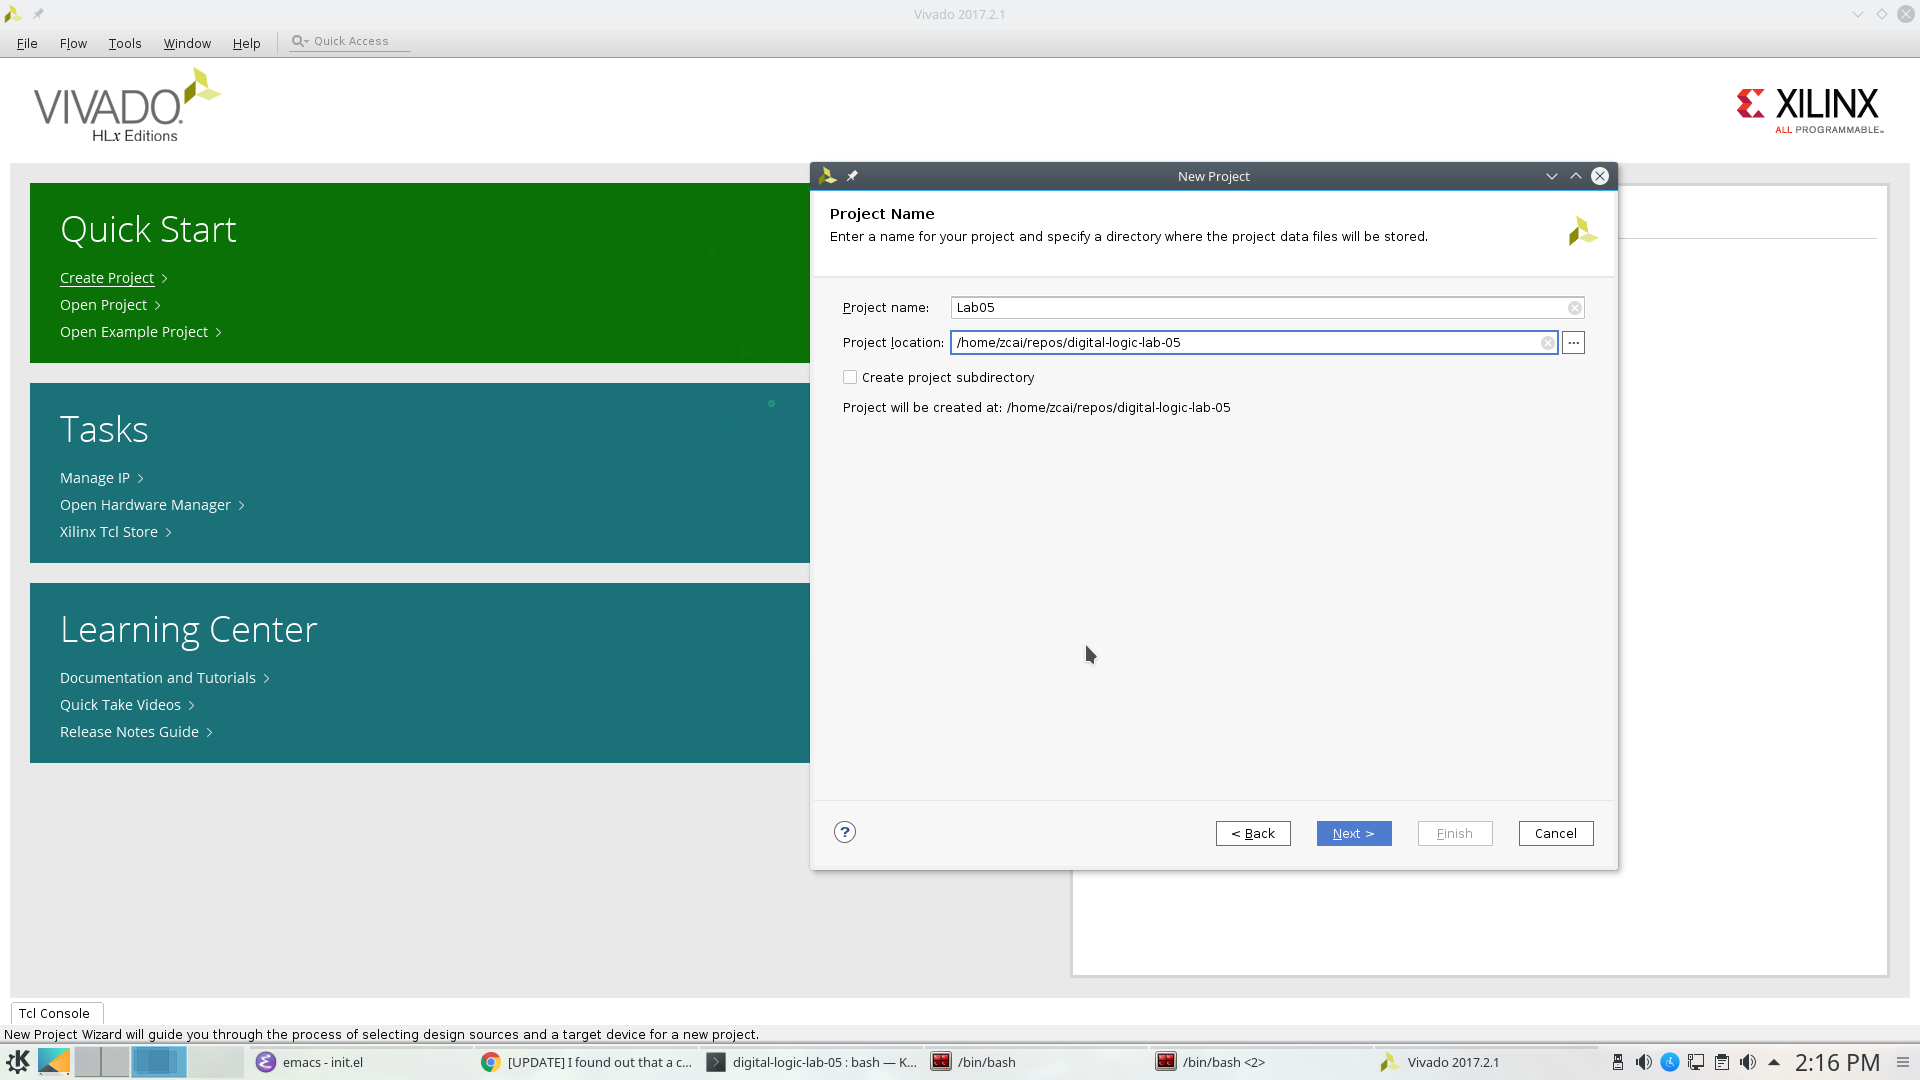 Vivado 2017.2.1
File Flow Tools Window Help Quick Access
VIVADO.
HLx Editions
XILINX
ALL PROGRAMMABLE™
Quick Start
Create Project >
Open Project >
Open Example Project >
Tasks
Manage IP >
Open Hardware Manager >
Xilinx Tcl Store >
Learning Center
Documentation and Tutorials >
Quick Take Videos >
Release Notes Guide >
New Project
Project Name
Enter a name for your project and specify a directory where the project data files will be stored.
Project name: Lab05
Project location: /home/zcai/repos/digital-logic-lab-05 ...
Create project subdirectory
Project will be created at: /home/zcai/repos/digital-logic-lab-05
? < Back Next > Finish Cancel
Tcl Console
New Project Wizard will guide you through the process of selecting design sources and a target device for a new project.
emacs - init.el [UPDATE] I found out that a c... digital-logic-lab-05 : bash — K... /bin/bash /bin/bash <2> Vivado 2017.2.1 2:16 PM